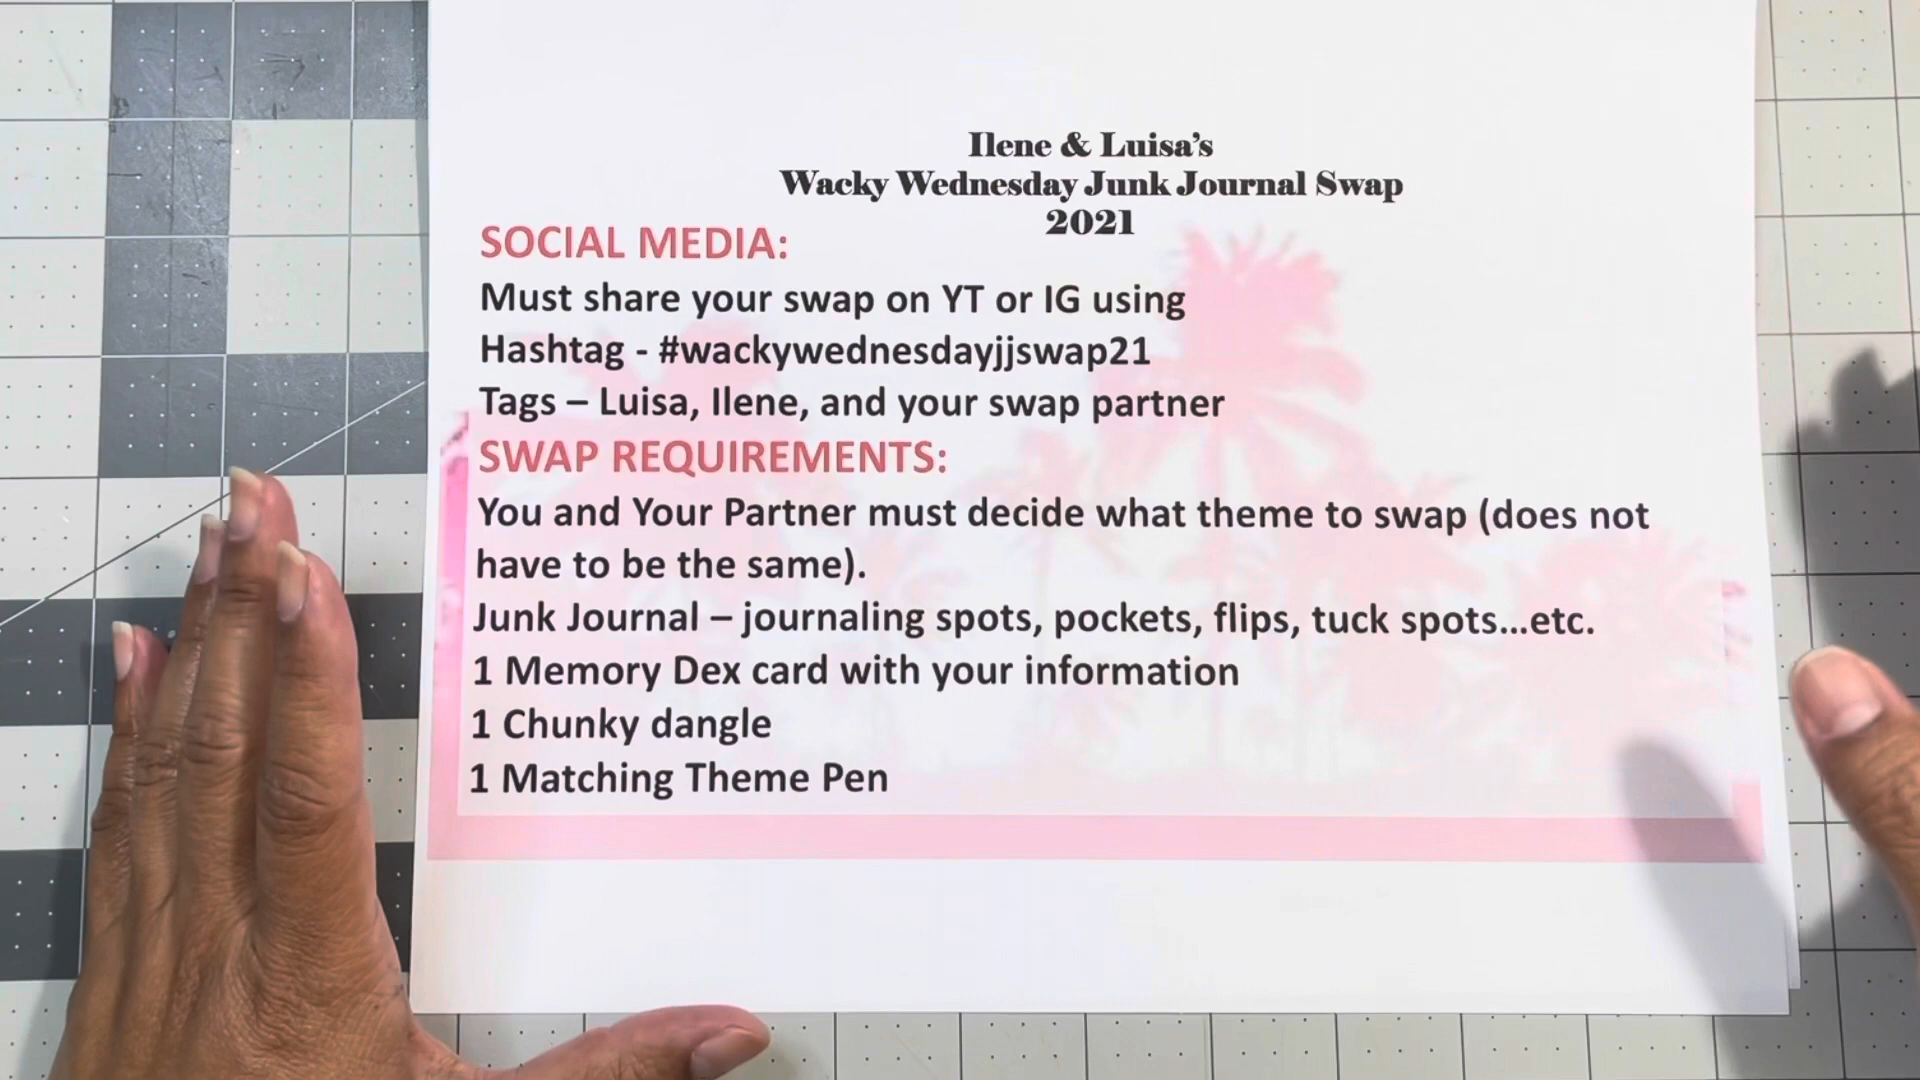 Ilene & Luisa's
Wacky Wednesday Junk Journal Swap
2021
SOCIAL MEDIA:
Must share your swap on YT or IG using
Hashtag - #wackywednesdayjjswap21
Tags – Luisa, Ilene, and your swap partner
SWAP REQUIREMENTS:
You and Your Partner must decide what theme to swap (does not
have to be the same).
Junk Journal – journaling spots, pockets, flips, tuck spots...etc.
1 Memory Dex card with your information
1 Chunky dangle
1 Matching Theme Pen